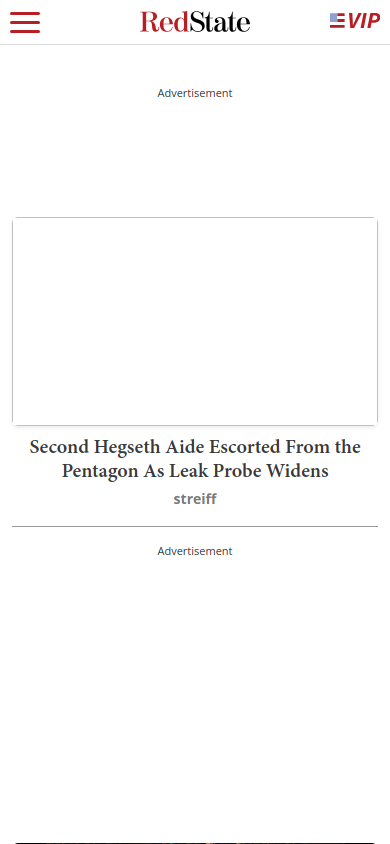 RedState
VIP
Advertisement
Second Hegseth Aide Escorted From the
Pentagon As Leak Probe Widens
streiff
Advertisement